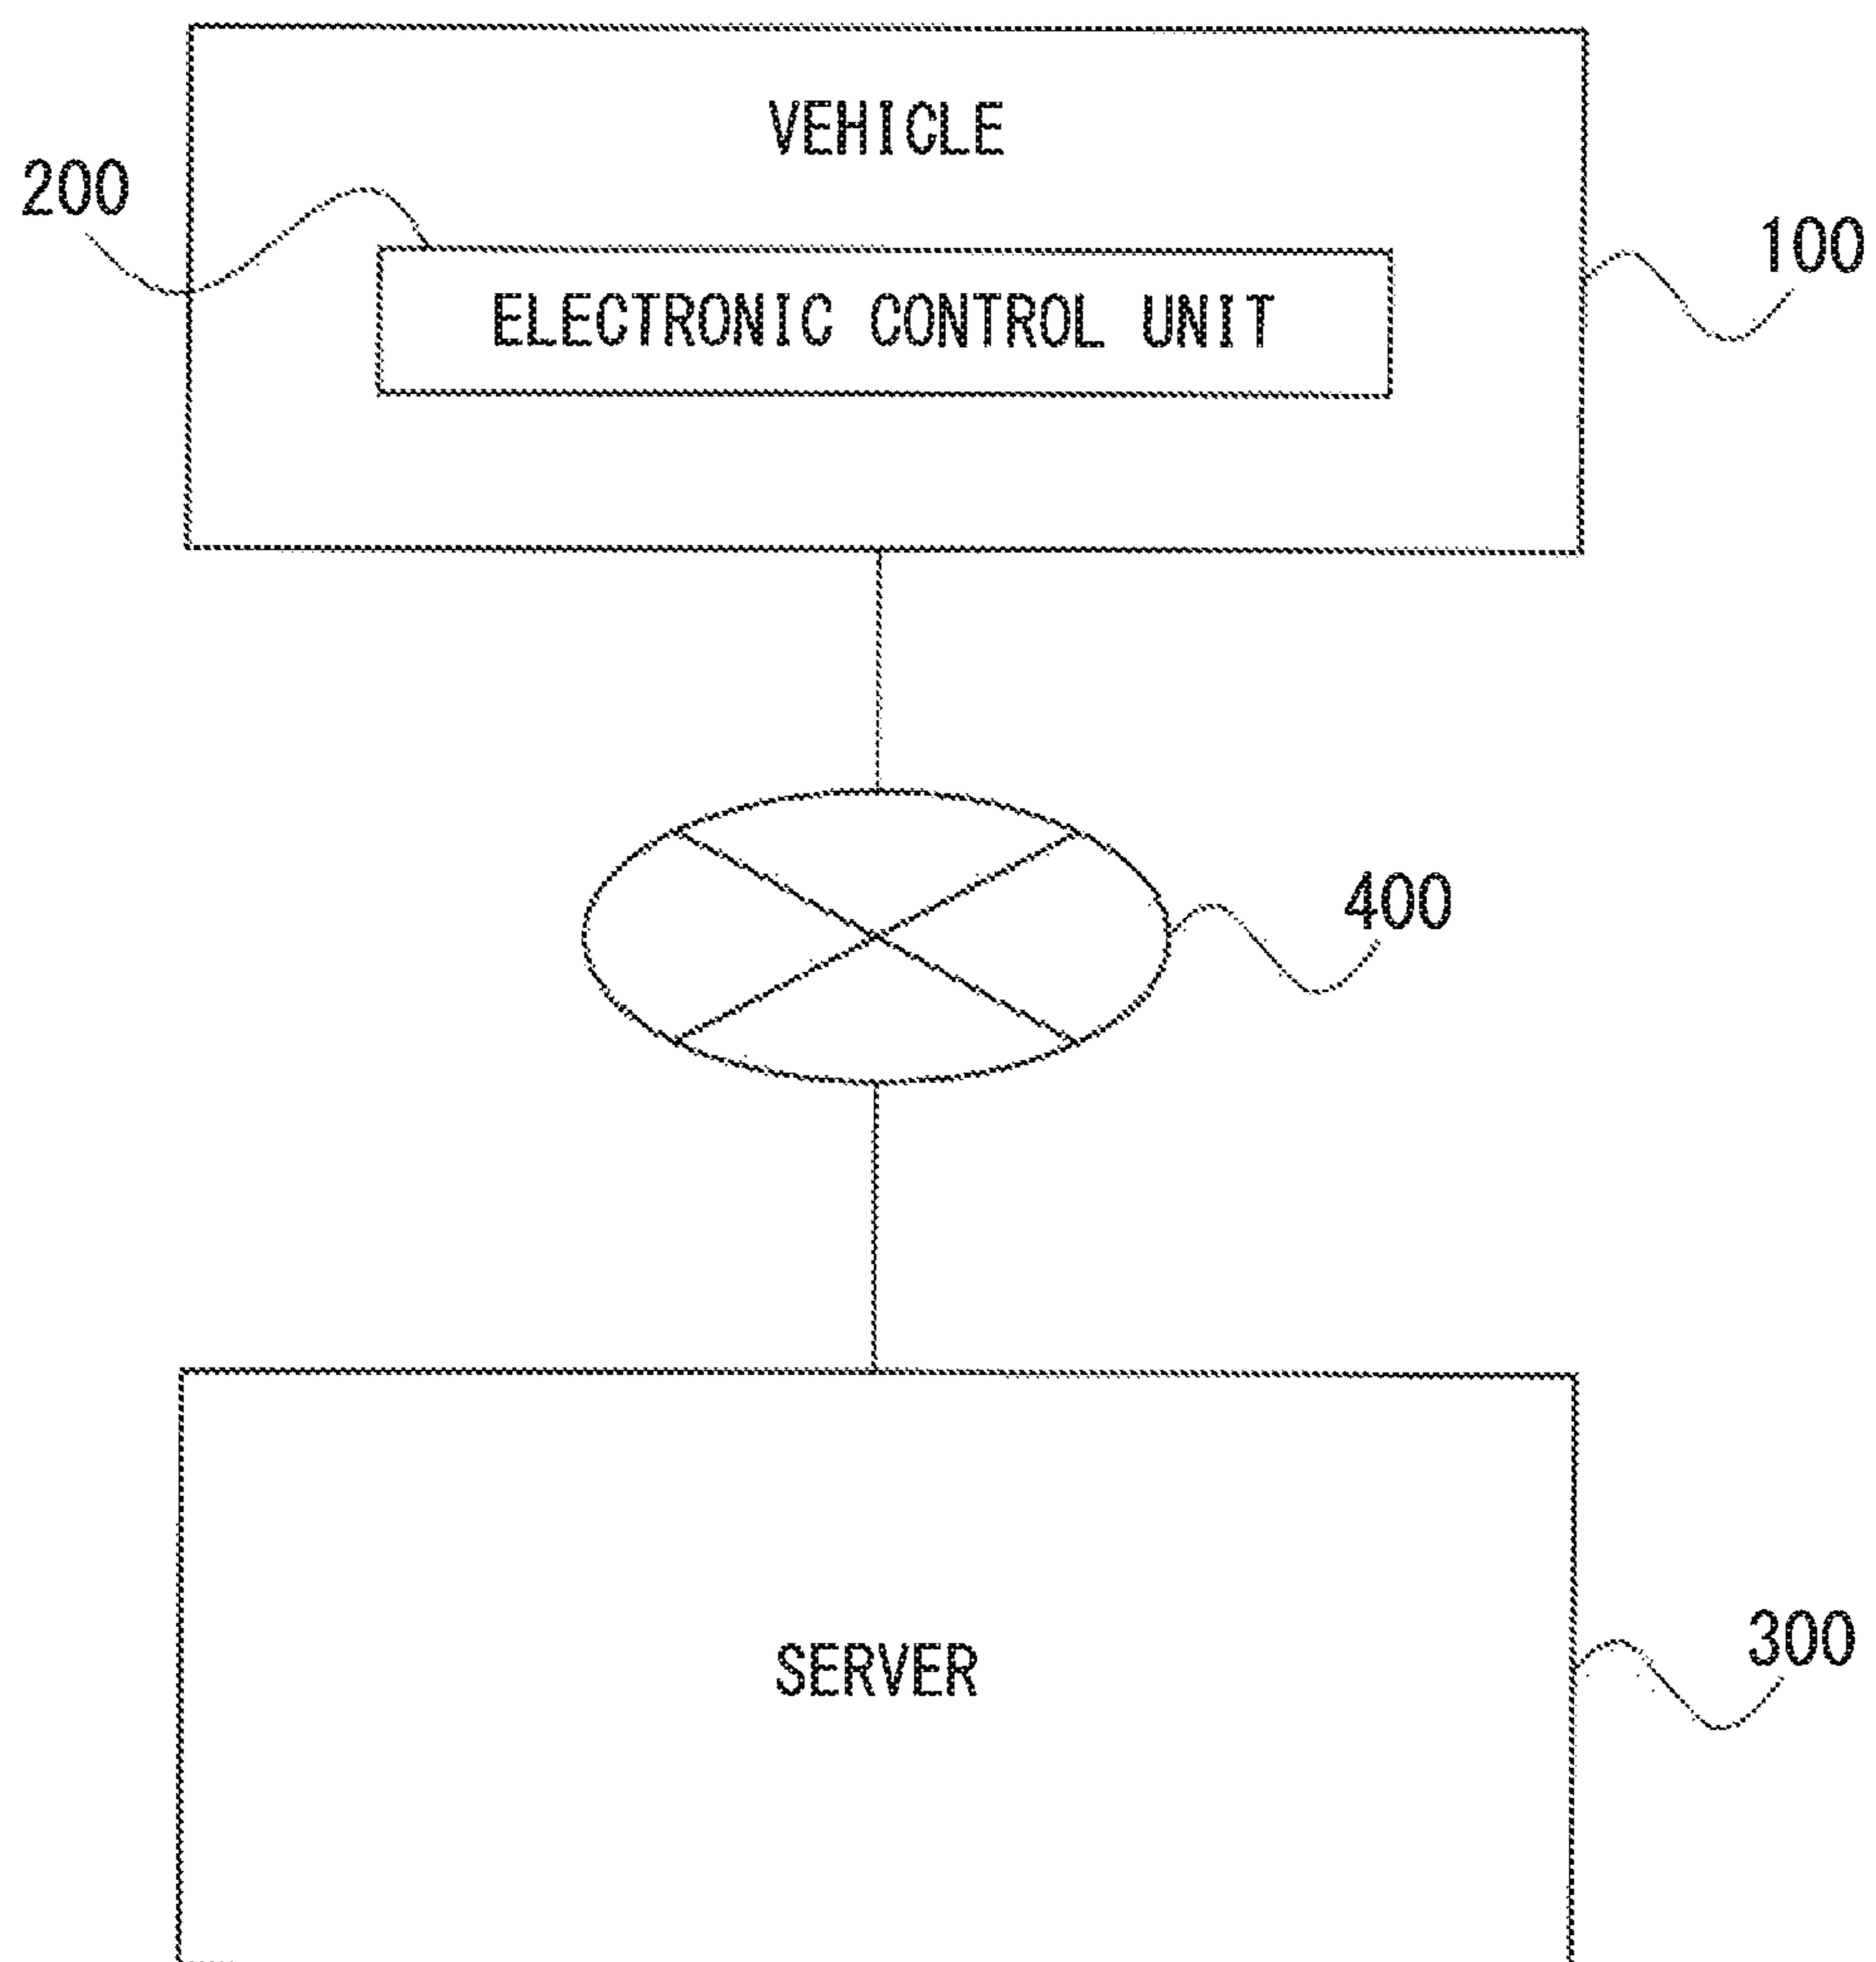 VEHICLE
200
100
ELECTRONIC CONTROL UNIT
400
300
SERVER